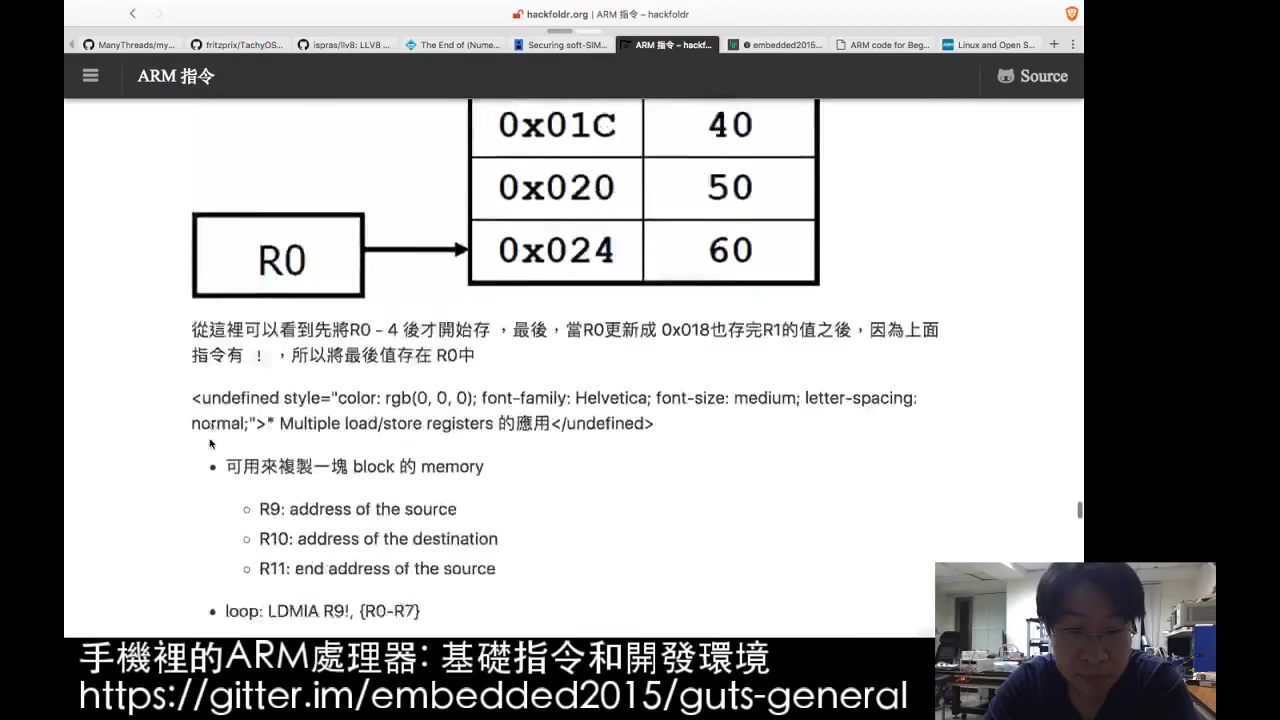 hackfoldr.org | ARM 指令 – hackfoldr
ManyThreads/my...
fritzprix/TachyOS...
ispras/llv8: LLV8 ...
The End of (Nume...
Securing soft-SIM...
ARM 指令 – hackf...
embedded2015...
ARM code for Beg...
Linux and Open S...
ARM 指令
Source
0x01C 40
0x020 50
R0
0x024 60
從這裡可以看到先將R0 - 4 後才開始存 ，最後，當R0更新成 0x018也存完R1的值之後，因為上面
指令有 ! ，所以將最後值存在 R0中
<undefined style="color: rgb(0, 0, 0); font-family: Helvetica; font-size: medium; letter-spacing:
normal;">* Multiple load/store registers 的應用</undefined>
• 可用來複製一塊 block 的 memory
○ R9: address of the source
○ R10: address of the destination
○ R11: end address of the source
• loop: LDMIA R9!, {R0-R7}
手機裡的ARM處理器: 基礎指令和開發環境
https://gitter.im/embedded2015/guts-general